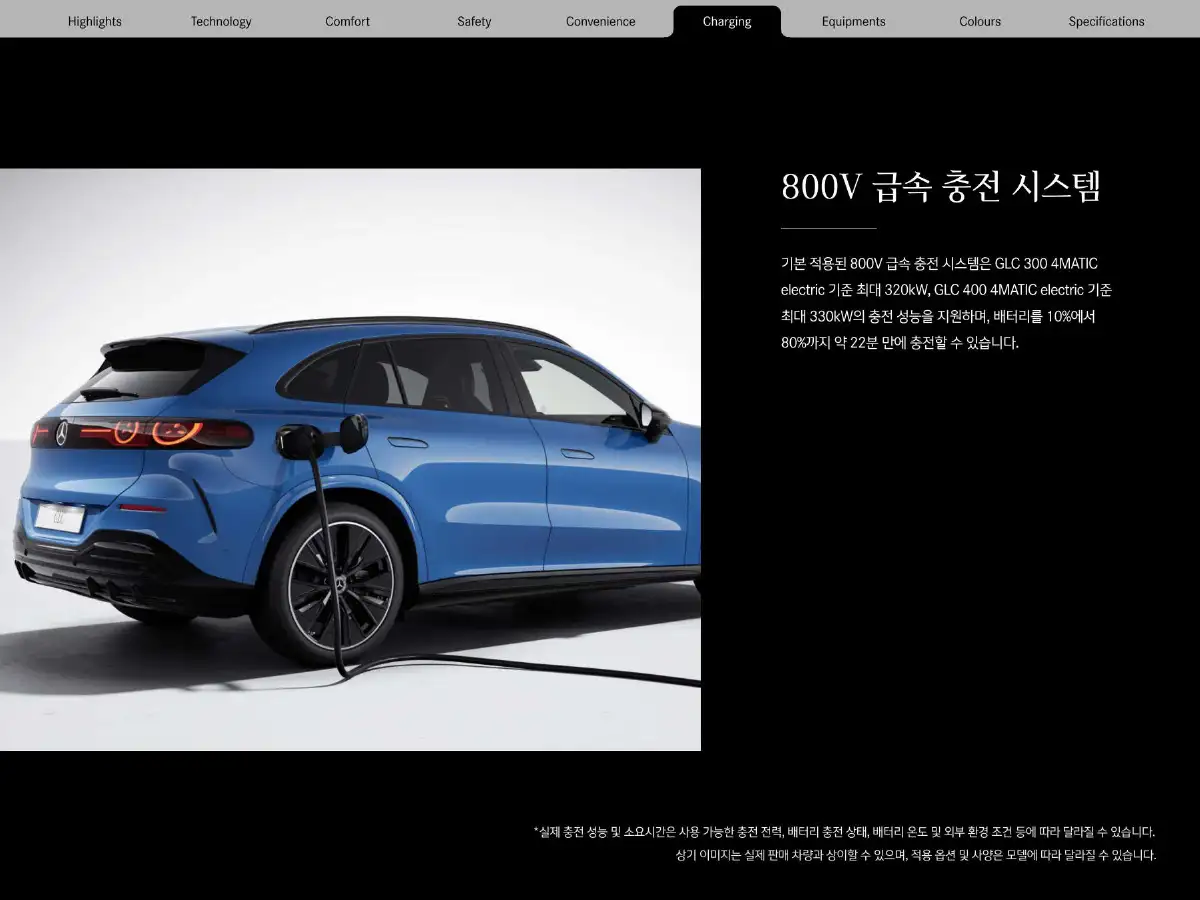 Highlights
Technology
Comfort
Safety
Convenience
Charging
Equipments
Colours
Specifications
800V 급속 충전 시스템
기본 적용된 800V 급속 충전 시스템은 GLC 300 4MATIC
electric 기준 최대 320kW, GLC 400 4MATIC electric 기준
최대 330kW의 충전 성능을 지원하며, 배터리를 10%에서
80%까지 약 22분 만에 충전할 수 있습니다.
*실제 충전 성능 및 소요시간은 사용 가능한 충전 전력, 배터리 충전 상태, 배터리 온도 및 외부 환경 조건 등에 따라 달라질 수 있습니다.
상기 이미지는 실제 판매 차량과 상이할 수 있으며, 적용 옵션 및 사양은 모델에 따라 달라질 수 있습니다.